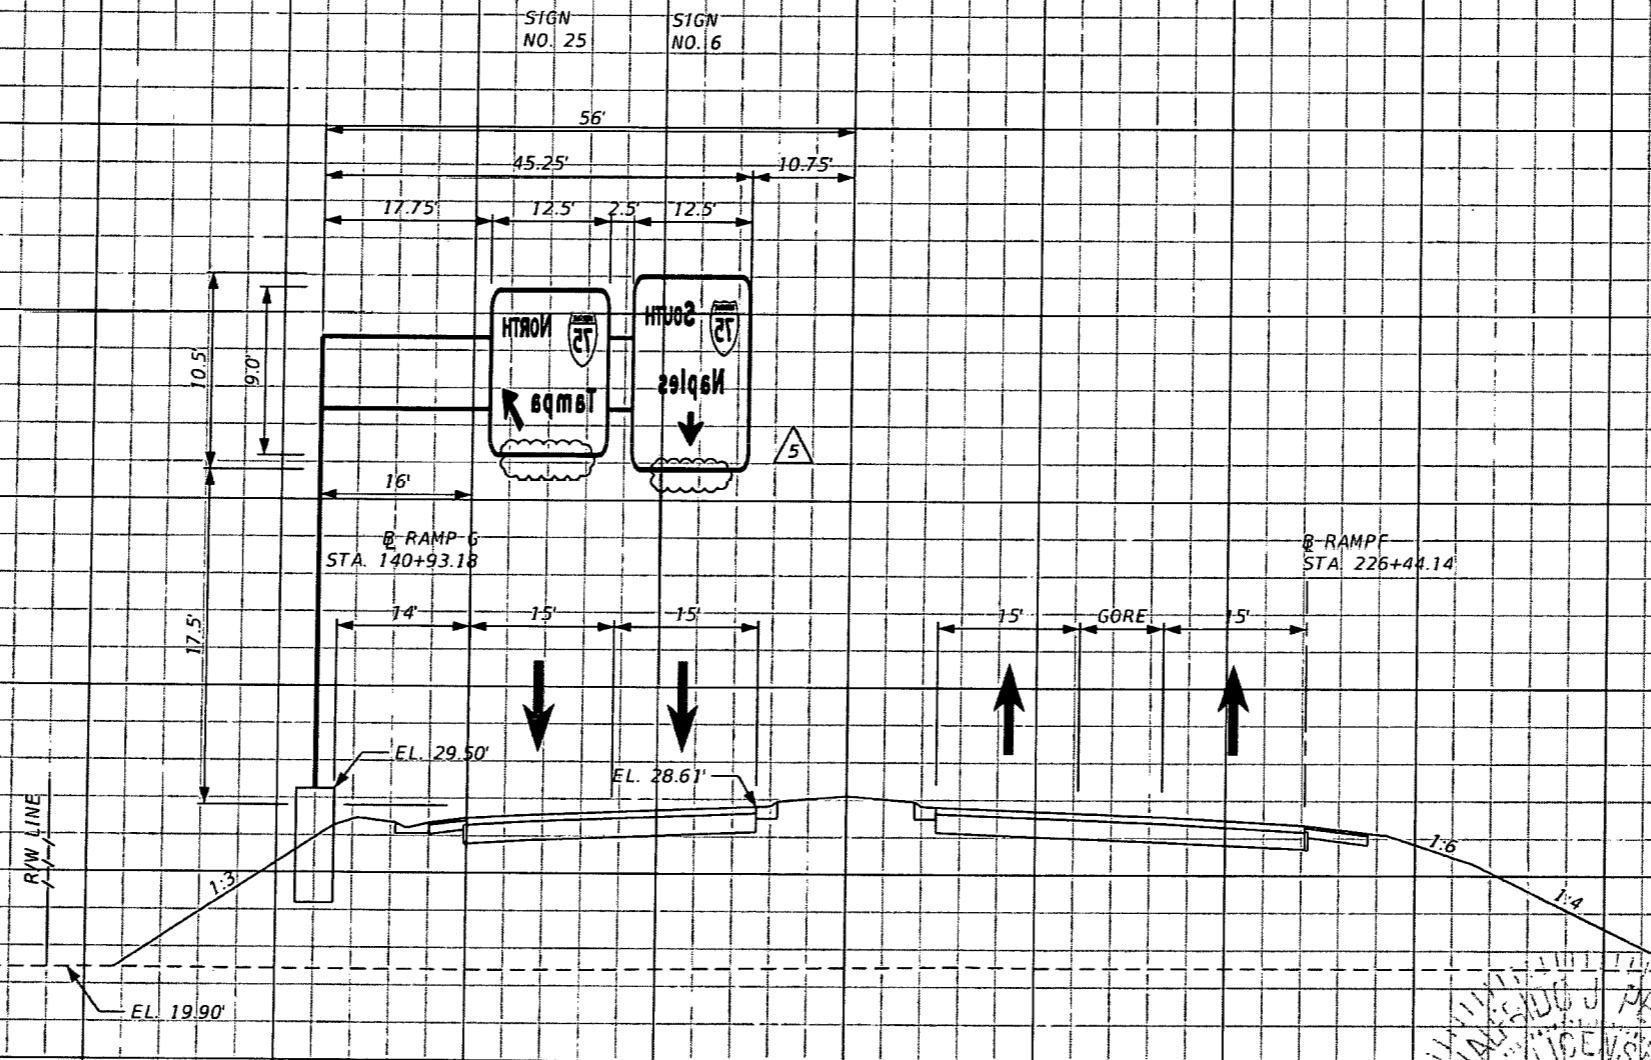 SIGN
NO. 25
SIGN
NO. 6
56'
45.25'
10.75'
17.75'
12.5'
2.5'
12.5'
10.5'
9.0'
NORTH
75
Tampa
SOUTH
75
Naples
5
16'
BL RAMP G
STA. 140+93.18
BL RAMP F
STA. 226+44.14
17.5'
14'
15'
15'
15'
GORE
15'
EL. 29.50'
EL. 28.61'
R/W LINE
1:3
1:6
1:4
EL. 19.90'